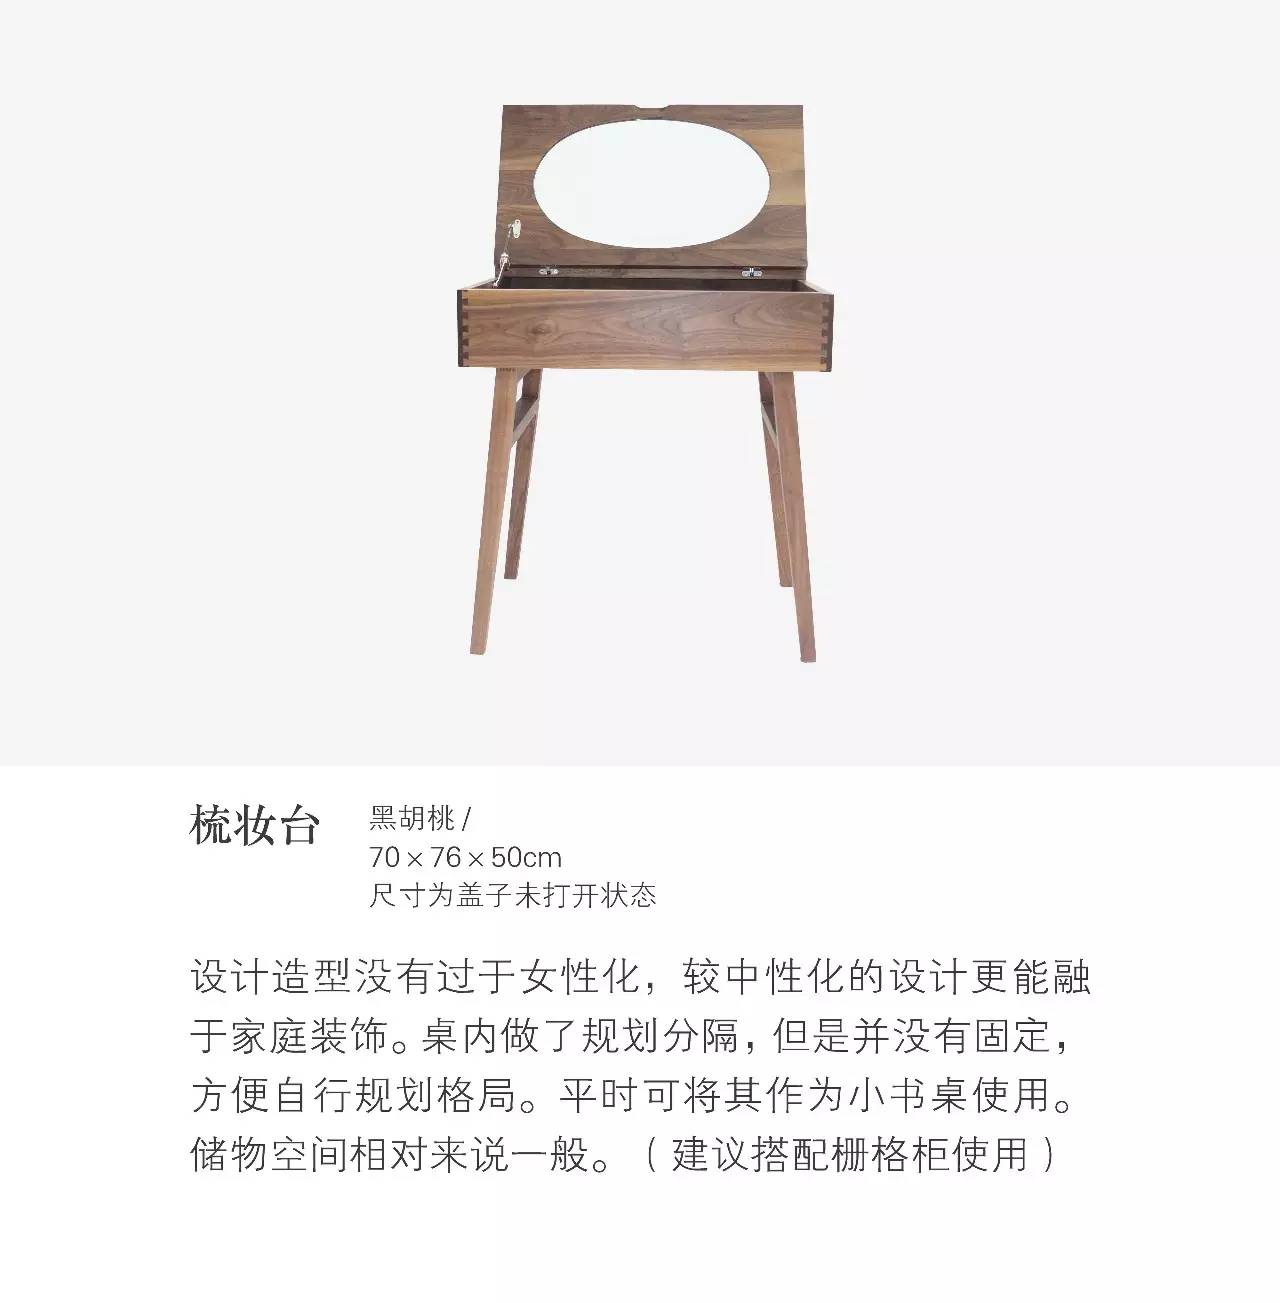 梳妆台
黑胡桃 /
70 × 76 × 50cm
尺寸为盖子未打开状态
设计造型没有过于女性化，较中性化的设计更能融
于家庭装饰。桌内做了规划分隔，但是并没有固定，
方便自行规划格局。平时可将其作为小书桌使用。
储物空间相对来说一般。（建议搭配栅格柜使用）